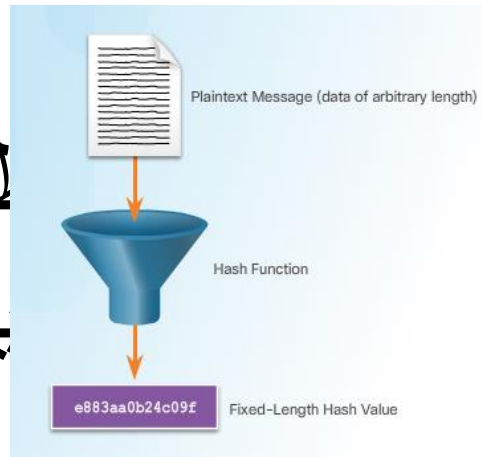 Plaintext Message (data of arbitrary length)
Hash Function
e883aa0b24c09f
Fixed-Length Hash Value